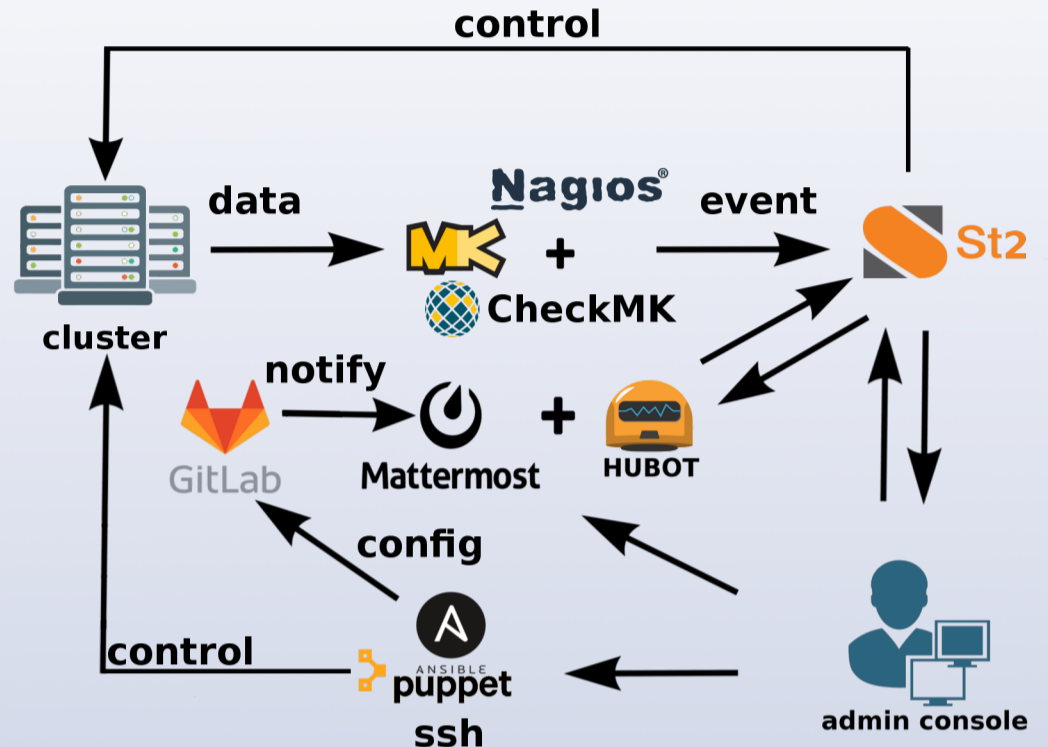 control
data
Nagios®
event
MK
+
St2
CheckMK
cluster
notify
+
GitLab
Mattermost
HUBOT
config
control
A
ANSIBLE
puppet
ssh
admin console